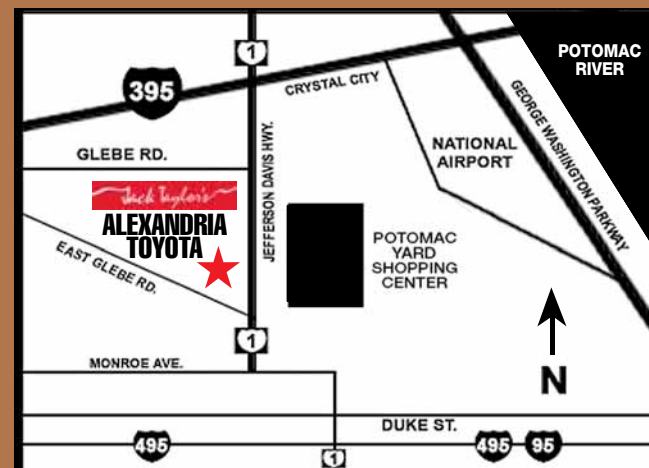 1
POTOMAC
RIVER
395
CRYSTAL CITY
GEORGE WASHINGTON PARKWAY
NATIONAL
AIRPORT
GLEBE RD.
JEFFERSON DAVIS HWY.
Jack Taylor's
ALEXANDRIA
TOYOTA
EAST GLEBE RD.
POTOMAC
YARD
SHOPPING
CENTER
1
MONROE AVE.
N
DUKE ST.
495
1
495
95